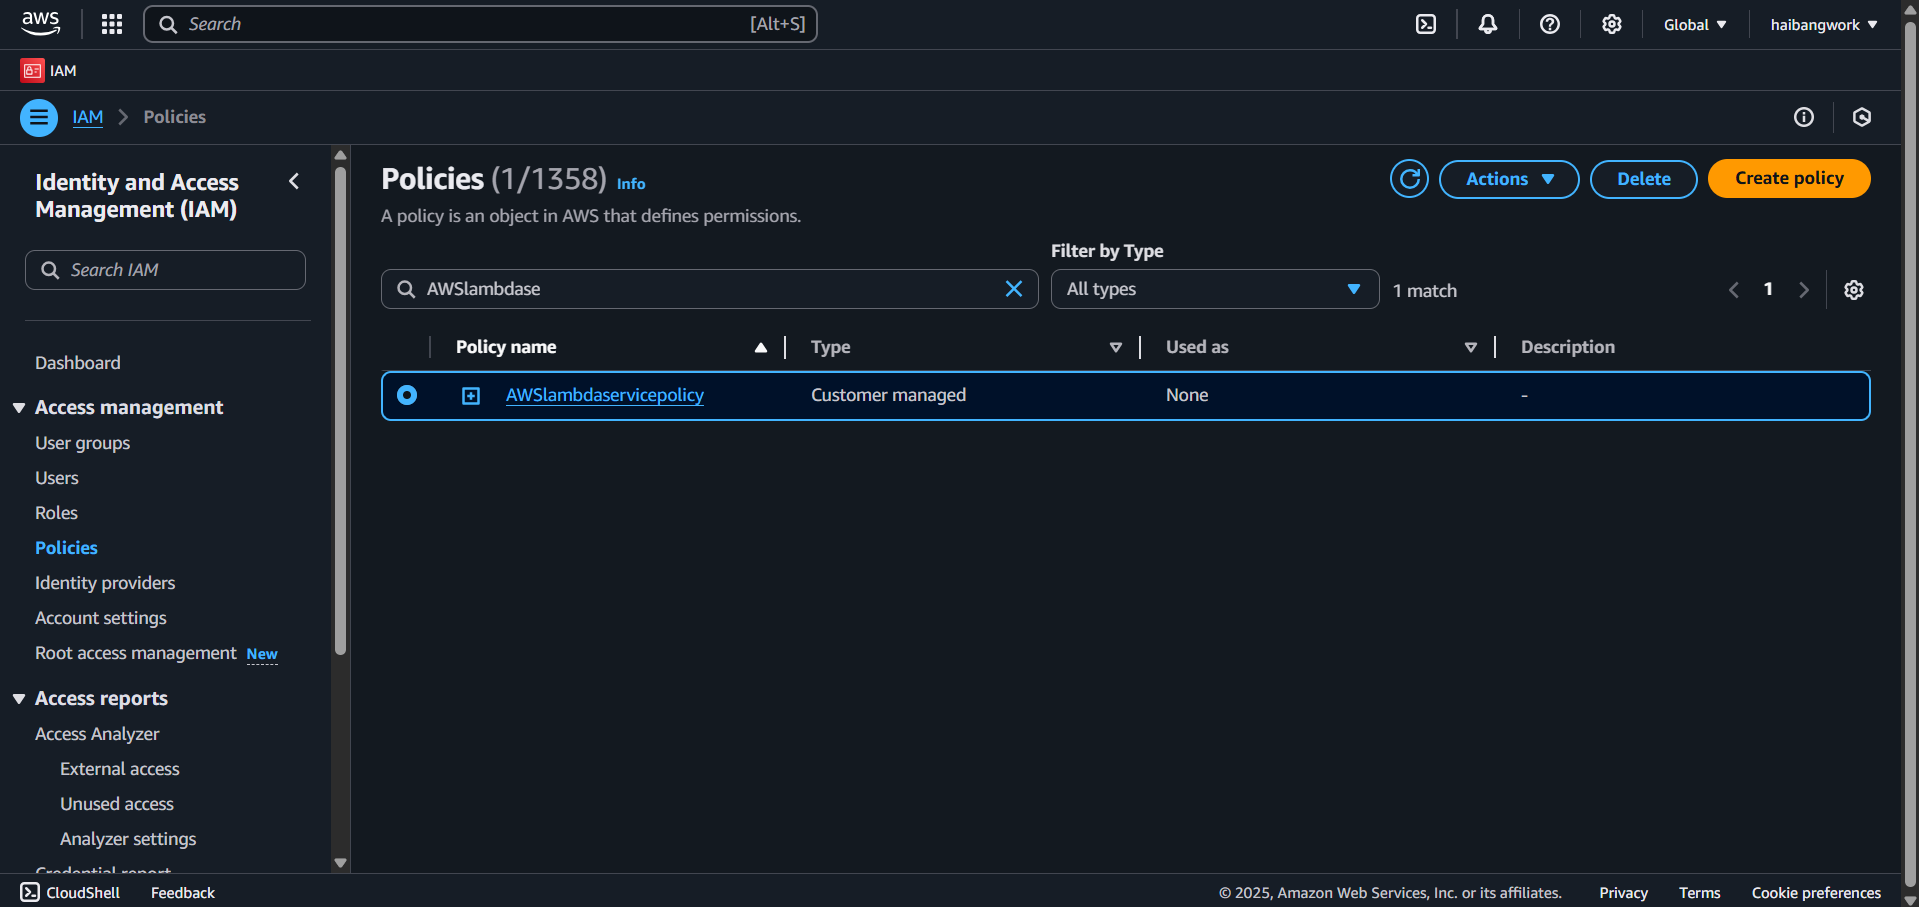 aws
Search [Alt+S] Global haibangwork
IAM
IAM Policies
Identity and Access
Management (IAM)
Search IAM
Dashboard
Access management
User groups
Users
Roles
Policies
Identity providers
Account settings
Root access management New
Access reports
Access Analyzer
External access
Unused access
Analyzer settings
Credential report
Policies (1/1358) Info
Actions Delete Create policy
A policy is an object in AWS that defines permissions.
Filter by Type
AWSlambdase All types 1 match 1
Policy name Type Used as Description
AWSlambdaservicepolicy Customer managed None -
CloudShell Feedback © 2025, Amazon Web Services, Inc. or its affiliates. Privacy Terms Cookie preferences